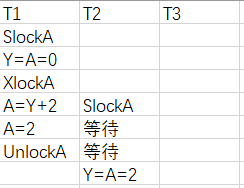 T1 T2 T3
SlockA
Y=A=0
XlockA
A=Y+2 SlockA
A=2 等待
UnlockA 等待
Y=A=2